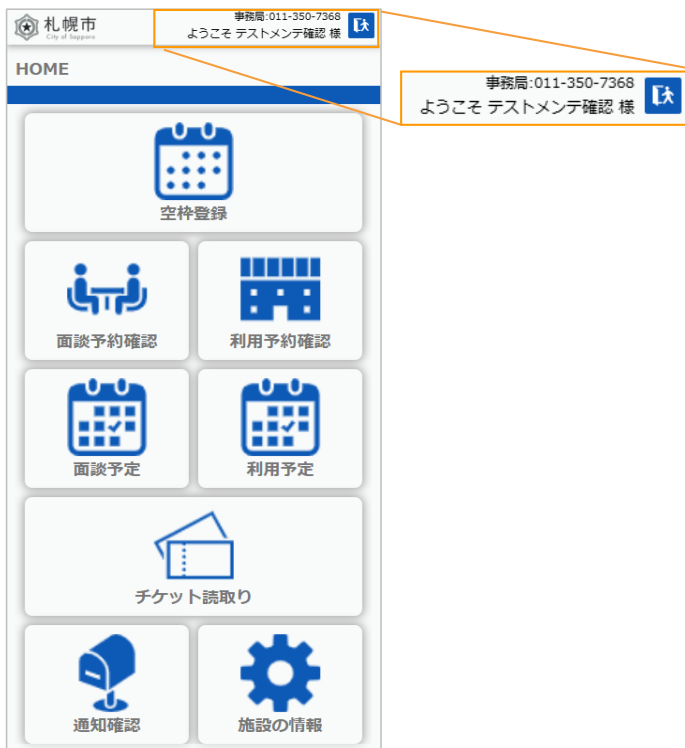 札幌市
City of Sapporo
事務局:011-350-7368
ようこそ テストメンテ確認 様
HOME
事務局:011-350-7368
ようこそ テストメンテ確認 様
空枠登録
面談予約確認
利用予約確認
面談予定
利用予定
チケット読取り
通知確認
施設の情報